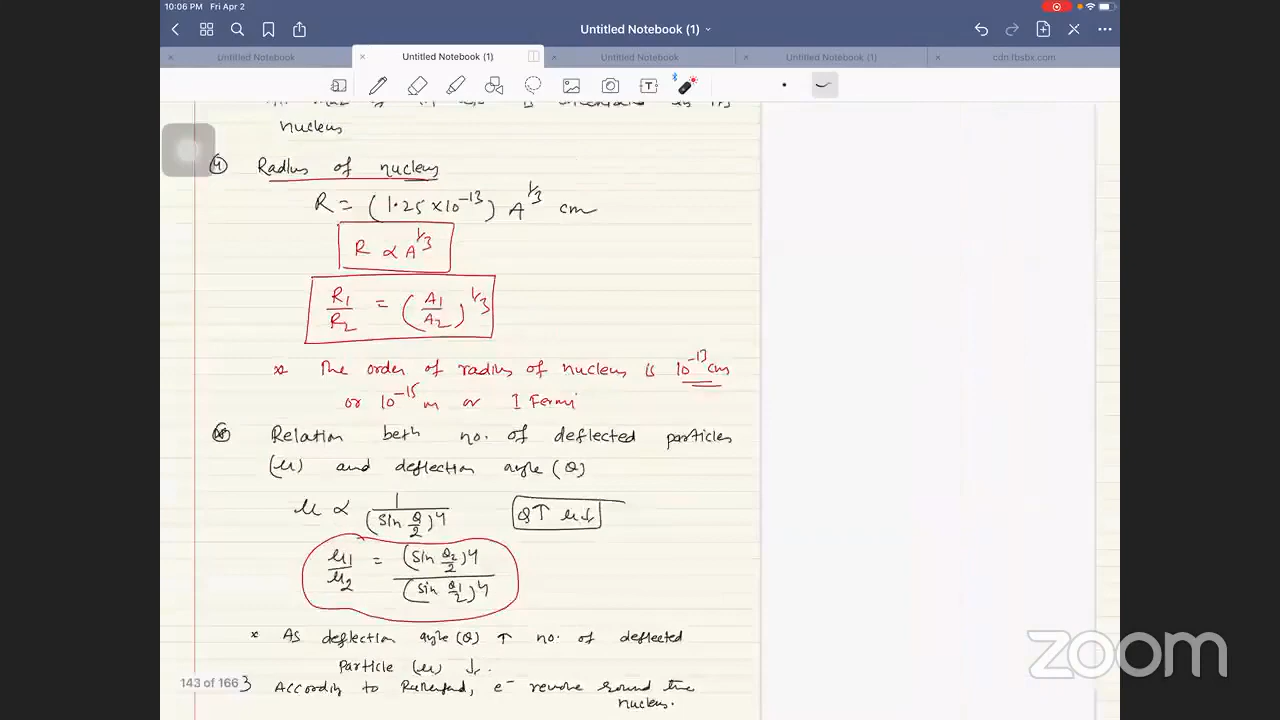 10:06 PM Fri Apr 2
Untitled Notebook (1)
Untitled Notebook Untitled Notebook (1) Untitled Notebook Untitled Notebook (1) cdn.fbsbx.com
nucleus
④ Radius of nucleus
R = (1.25 × 10⁻¹³) A^1/3 cm
R ∝ A^1/3
R1/R2 = (A1/A2)^1/3
* The order of radius of nucleus is 10⁻¹³ cm
or 10⁻¹⁵ m or 1 Fermi
Relation betn no. of deflected particles
(μ) and deflection angle (θ)
μ ∝ 1/(sin θ/2)^4 θ↑ μ↓
μ1/μ2 = (sin θ2/2)^4/(sin θ1/2)^4
* As deflection angle (θ) ↑ no. of deflected
Particle (μ) ↓.
143 of 166 3 According to Rutherford, e⁻ revolve round the
nucleus.
zoom